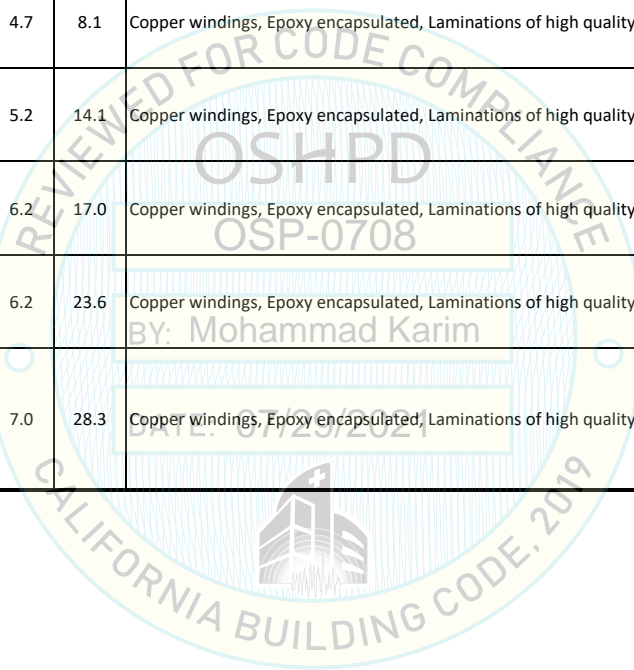 4.7 8.1 Copper windings, Epoxy encapsulated, Laminations of high quality
5.2 14.1 Copper windings, Epoxy encapsulated, Laminations of high quality
6.2 17.0 Copper windings, Epoxy encapsulated, Laminations of high quality
6.2 23.6 Copper windings, Epoxy encapsulated, Laminations of high quality
7.0 28.3 Copper windings, Epoxy encapsulated, Laminations of high quality
REVIEWED FOR CODE COMPLIANCE
OSHPD
OSP-0708
BY: Mohammad Karim
DATE: 07/29/2021
CALIFORNIA BUILDING CODE, 2019